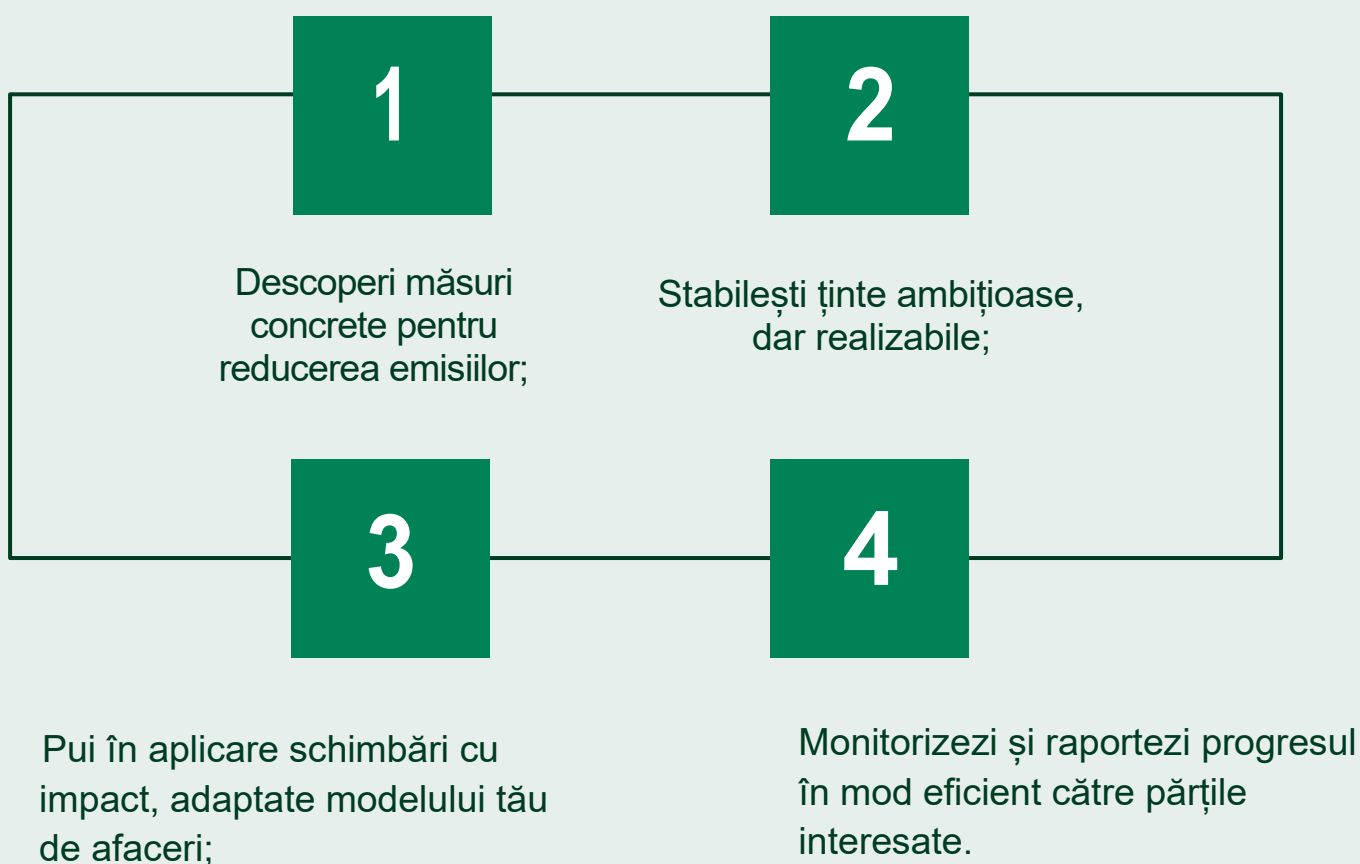 1
Descoperi măsuri
concrete pentru
reducerea emisiilor;
2
Stabilești ținte ambițioase,
dar realizabile;
3
Pui în aplicare schimbări cu
impact, adaptate modelului tău
de afaceri;
4
Monitorizezi și raportezi progresul
în mod eficient către părțile
interesate.